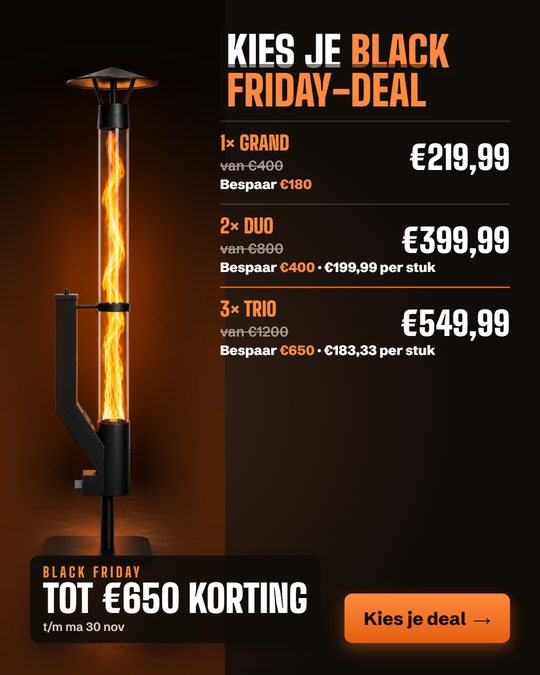 KIES JE BLACK
FRIDAY-DEAL
1× GRAND
van €400
Bespaar €180
€219,99
2× DUO
van €800
Bespaar €400 · €199,99 per stuk
€399,99
3× TRIO
van €1200
Bespaar €650 · €183,33 per stuk
€549,99
BLACK FRIDAY
TOT €650 KORTING
t/m ma 30 nov
Kies je deal →